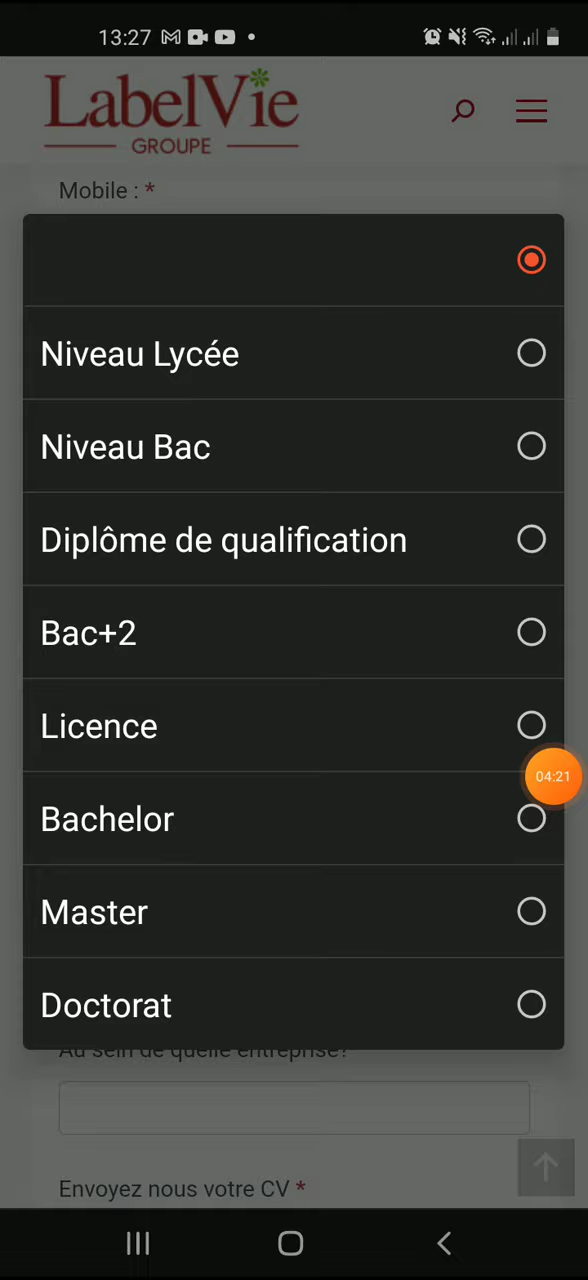 13:27
LabelVie
GROUPE
Mobile : *
Niveau Lycée
Niveau Bac
Diplôme de qualification
Bac+2
Licence
04:21
Bachelor
Master
Doctorat
Au sein de quelle entreprise?
Envoyez nous votre CV *